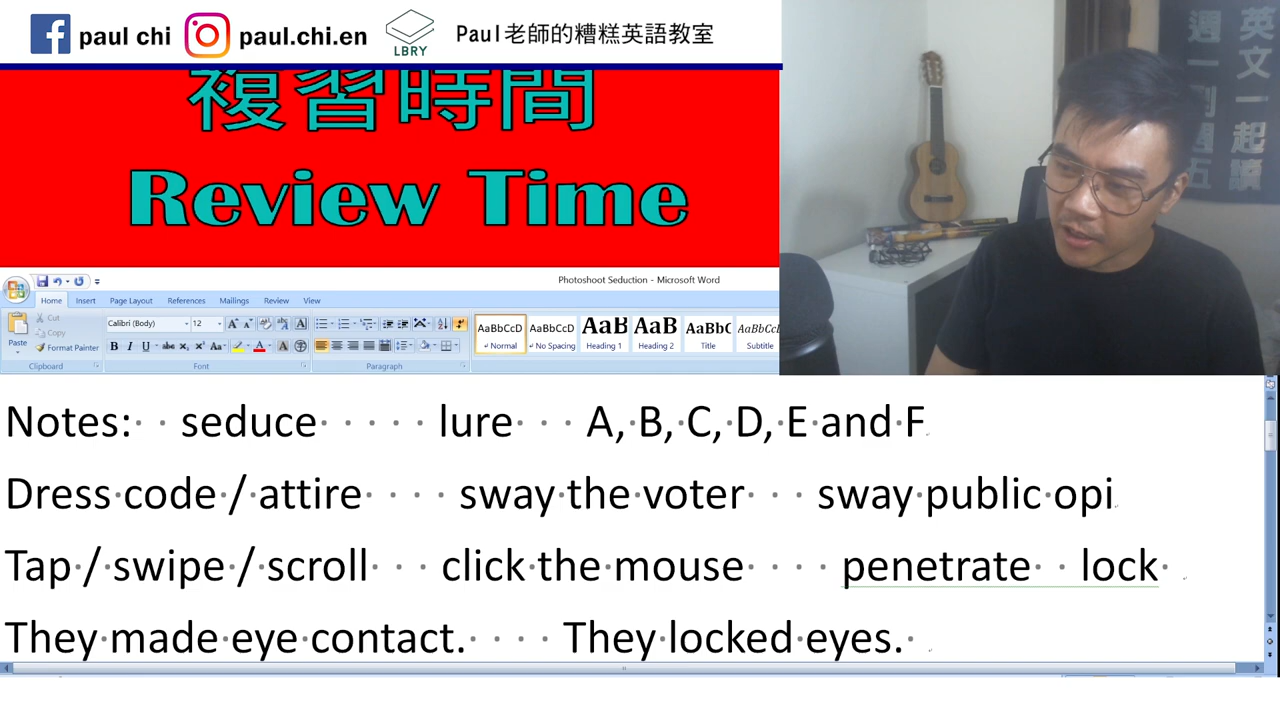 paul chi paul.chi.en LBRY Paul老師的糟糕英語教室
複習時間
Review Time
英文一起讀
週一到週五
Photoshoot Seduction - Microsoft Word
Home Insert Page Layout References Mailings Review View
Cut
Copy
Paste
Format Painter
Calibri (Body) 12
AaBbCcD AaBbCcD AaBb AaB AaBbC AaBbCcL
Normal No Spacing Heading 1 Heading 2 Title Subtitle
Clipboard Font Paragraph
Notes: seduce lure A, B, C, D, E and F
Dress code / attire sway the voter sway public opi
Tap / swipe / scroll click the mouse penetrate lock
They made eye contact. They locked eyes.